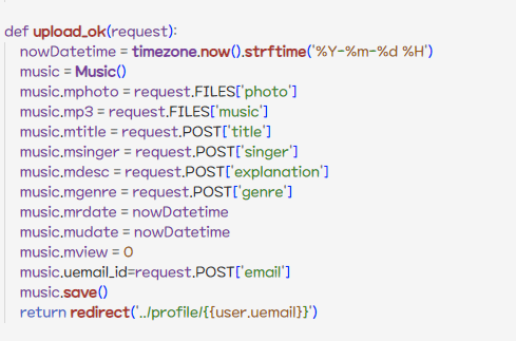 def upload_ok(request):
nowDatetime = timezone.now().strftime('%Y-%m-%d %H')
music = Music()
music.mphoto = request.FILES['photo']
music.mp3 = request.FILES['music']
music.mtitle = request.POST['title']
music.msinger = request.POST['singer']
music.mdesc = request.POST['explanation']
music.mgenre = request.POST['genre']
music.mrdate = nowDatetime
music.mudate = nowDatetime
music.mview = 0
music.uemail_id=request.POST['email']
music.save()
return redirect('../profile/{{user.uemail}}')